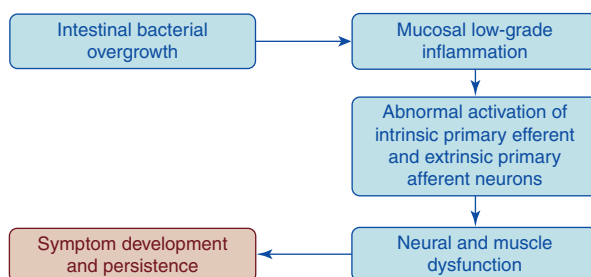 Intestinal bacterial
overgrowth
Mucosal low-grade
inflammation
Abnormal activation of
intrinsic primary efferent
and extrinsic primary
afferent neurons
Neural and muscle
dysfunction
Symptom development
and persistence